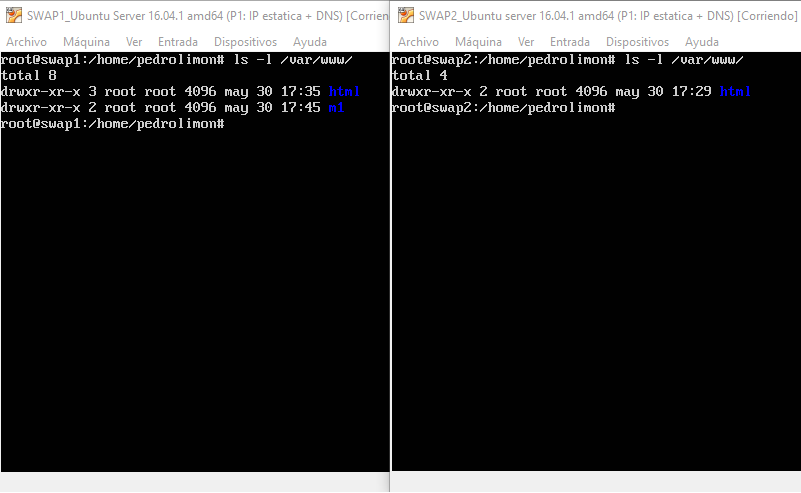 SWAP1_Ubuntu Server 16.04.1 amd64 (P1: IP estatica + DNS) [Corrien
Archivo Máquina Ver Entrada Dispositivos Ayuda
root@swap1:/home/pedrolimon# ls -l /var/www/
total 8
drwxr-xr-x 3 root root 4096 may 30 17:35 html
drwxr-xr-x 2 root root 4096 may 30 17:45 m1
root@swap1:/home/pedrolimon#
SWAP2_Ubuntu server 16.04.1 amd64 (P1: IP estatica + DNS) [Corriendo]
Archivo Máquina Ver Entrada Dispositivos Ayuda
root@swap2:/home/pedrolimon# ls -l /var/www/
total 4
drwxr-xr-x 2 root root 4096 may 30 17:29 html
root@swap2:/home/pedrolimon#